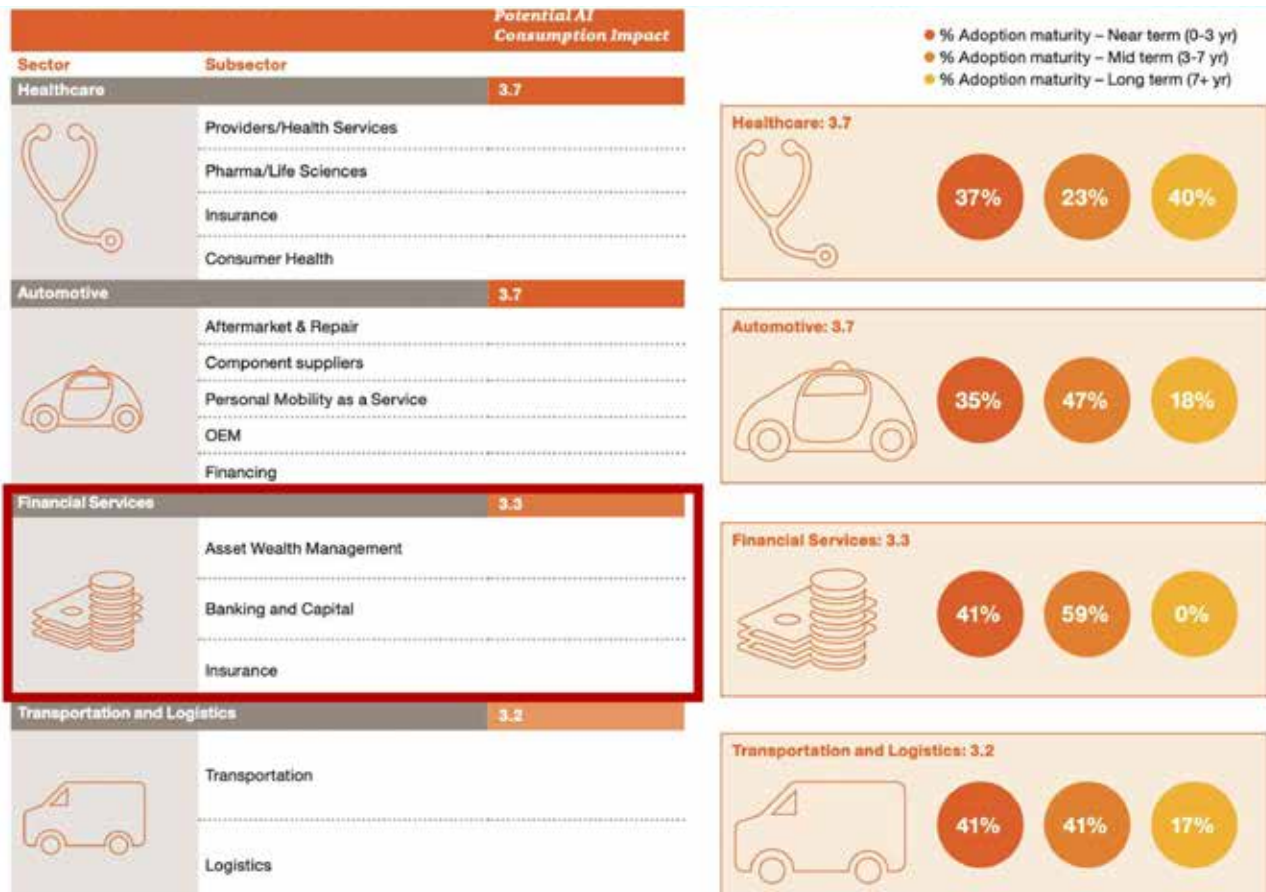 Potential AI
Consumption Impact
Sector Subsector
Healthcare 3.7
Providers/Health Services
Pharma/Life Sciences
Insurance
Consumer Health
Automotive 3.7
Aftermarket & Repair
Component suppliers
Personal Mobility as a Service
OEM
Financing
Financial Services 3.3
Asset Wealth Management
Banking and Capital
Insurance
Transportation and Logistics 3.2
Transportation
Logistics
% Adoption maturity – Near term (0-3 yr)
% Adoption maturity – Mid term (3-7 yr)
% Adoption maturity – Long term (7+ yr)
Healthcare: 3.7
37% 23% 40%
Automotive: 3.7
35% 47% 18%
Financial Services: 3.3
41% 59% 0%
Transportation and Logistics: 3.2
41% 41% 17%